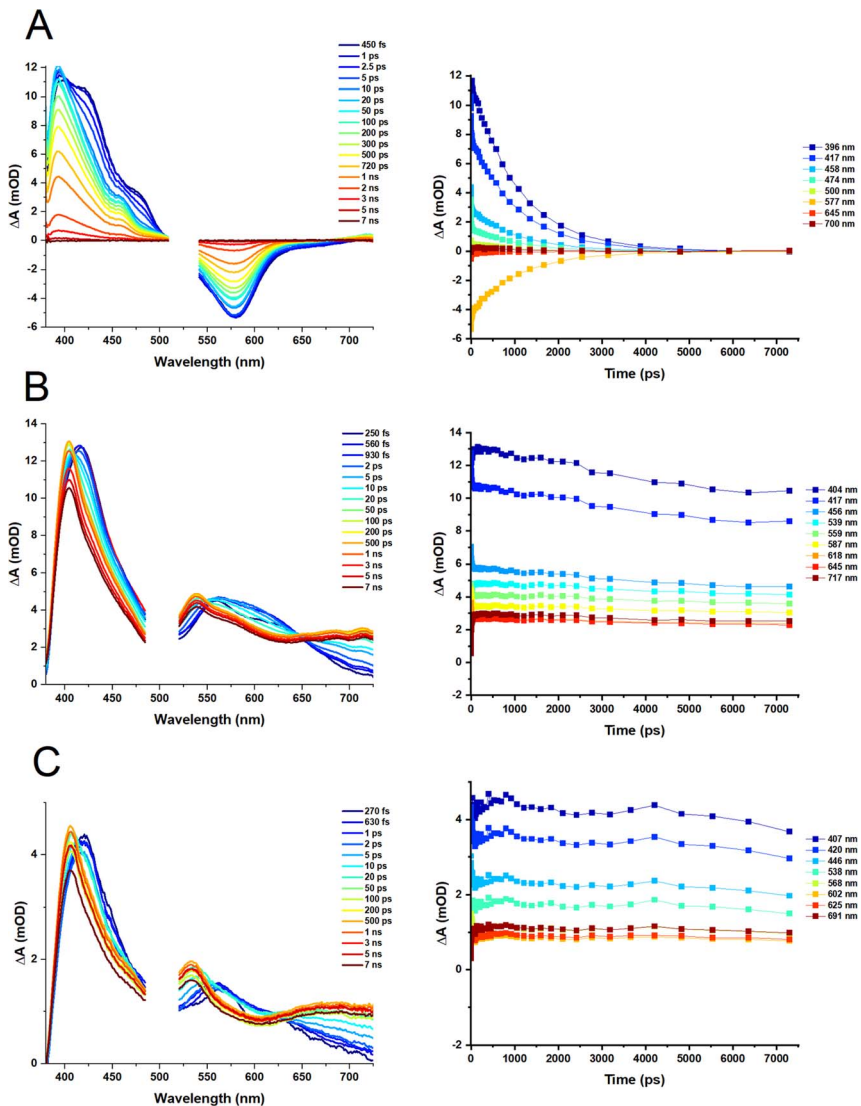 A
ΔA (mOD)
12
10
8
6
4
2
0
-2
-4
-6
400 450 500 550 600 650 700
Wavelength (nm)
450 fs
1 ps
2.5 ps
5 ps
10 ps
20 ps
50 ps
100 ps
200 ps
300 ps
500 ps
720 ps
1 ns
2 ns
3 ns
5 ns
7 ns
ΔA (mOD)
12
10
8
6
4
2
0
-2
-4
-6
0 1000 2000 3000 4000 5000 6000 7000
Time (ps)
396 nm
417 nm
458 nm
474 nm
500 nm
577 nm
645 nm
700 nm
B
ΔA (mOD)
14
12
10
8
6
4
2
0
400 450 500 550 600 650 700
Wavelength (nm)
250 fs
560 fs
930 fs
2 ps
5 ps
10 ps
20 ps
50 ps
100 ps
200 ps
500 ps
1 ns
3 ns
5 ns
7 ns
ΔA (mOD)
14
12
10
8
6
4
2
0
-2
0 1000 2000 3000 4000 5000 6000 7000
Time (ps)
404 nm
417 nm
456 nm
539 nm
559 nm
587 nm
618 nm
645 nm
717 nm
C
ΔA (mOD)
4
2
0
400 450 500 550 600 650 700
Wavelength (nm)
270 fs
630 fs
1 ps
2 ps
5 ps
10 ps
20 ps
50 ps
100 ps
200 ps
500 ps
1 ns
3 ns
5 ns
7 ns
ΔA (mOD)
4
2
0
-2
0 1000 2000 3000 4000 5000 6000 7000
Time (ps)
407 nm
420 nm
446 nm
538 nm
568 nm
602 nm
625 nm
691 nm